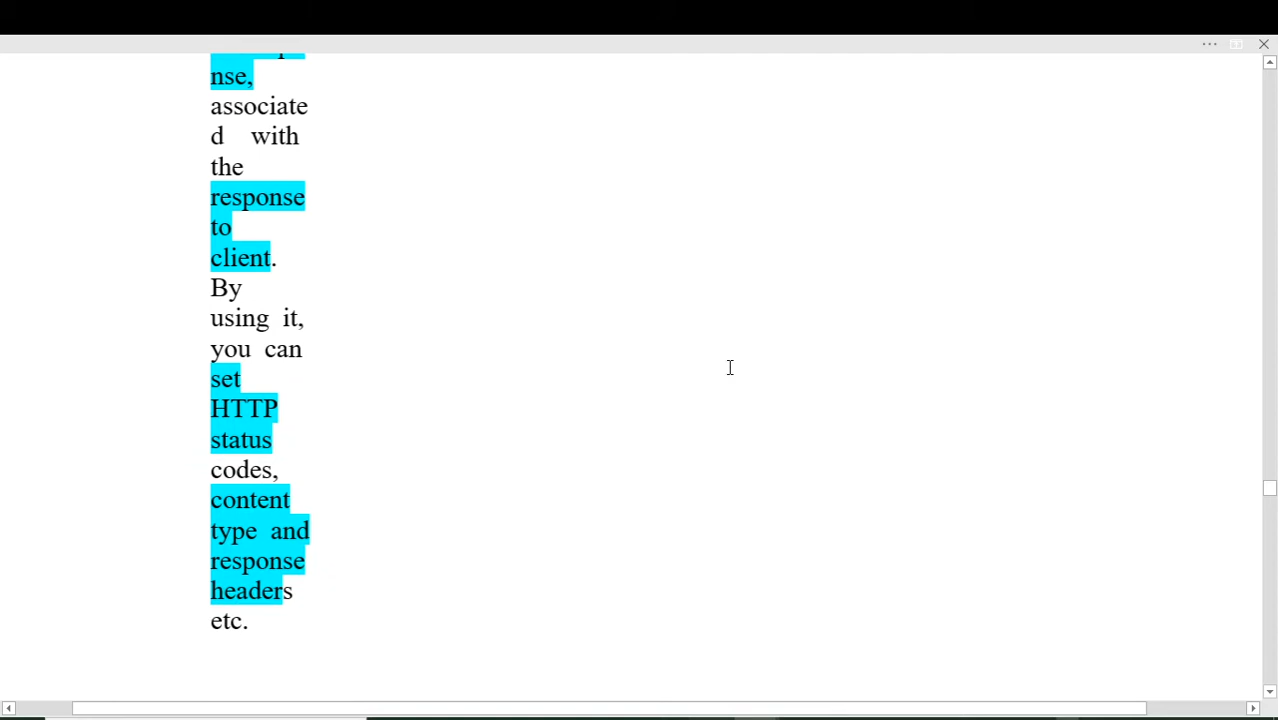 nse,
associate
d with
the
response
to
client.
By
using it,
you can
set
HTTP
status
codes,
content
type and
response
headers
etc.